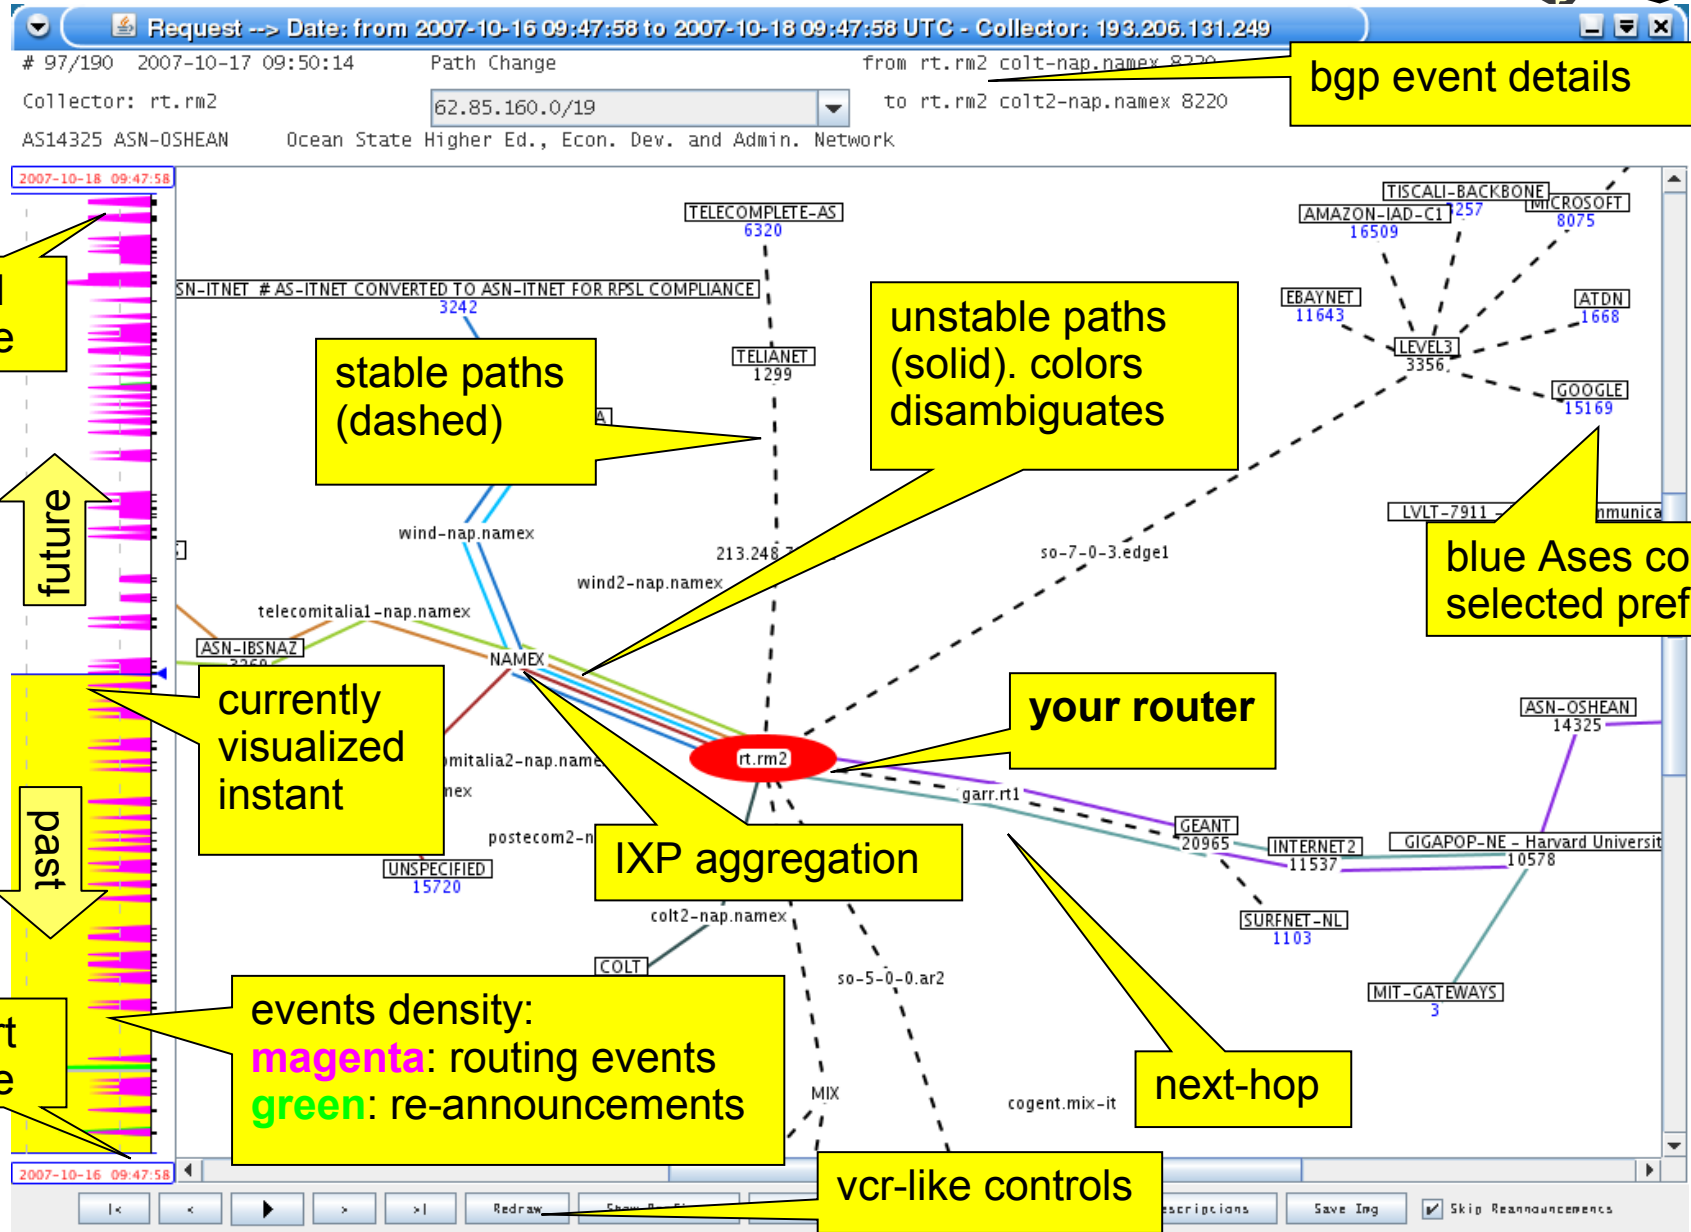 Request --> Date: from 2007-10-16 09:47:58 to 2007-10-18 09:47:58 UTC - Collector: 193.206.131.249
# 97/190 2007-10-17 09:50:14 Path Change from rt.rm2 colt-nap.namex 8220
bgp event details
Collector: rt.rm2 62.85.160.0/19 to rt.rm2 colt2-nap.namex 8220
AS14325 ASN-OSHEAN Ocean State Higher Ed., Econ. Dev. and Admin. Network
2007-10-18 09:47:58
TELECOMPLETE-AS
6320
TISCALI-BACKBONE
3257
MICROSOFT
8075
AMAZON-IAD-C1
16509
SN-ITNET # AS-ITNET CONVERTED TO ASN-ITNET FOR RPSL COMPLIANCE
3242
EBAYNET
11643
ATDN
1668
LEVEL3
3356
GOOGLE
15169
TELIANET
1299
stable paths
(dashed)
unstable paths
(solid). colors
disambiguates
future
wind-nap.namex
213.248.
wind2-nap.namex
so-7-0-3.edge1
LVLT-7911 -
blue Ases co
selected pref
telecomitalia1-nap.namex
ASN-IBSNAZ
3269
NAMEX
currently
visualized
instant
your router
rt.rm2
ASN-OSHEAN
14325
omitalia2-nap.name
mex
garr.rt1
past
postecom2-n
UNSPECIFIED
15720
IXP aggregation
GEANT
20965
INTERNET2
11537
GIGAPOP-NE - Harvard Universit
10578
colt2-nap.namex
SURFNET-NL
1103
COLT
so-5-0-0.ar2
MIT-GATEWAYS
3
events density:
magenta: routing events
green: re-announcements
next-hop
MIX
cogent.mix-it
2007-10-16 09:47:58
vcr-like controls
|< < > >| Redraw escriptions Save Img Skip Reannouncements